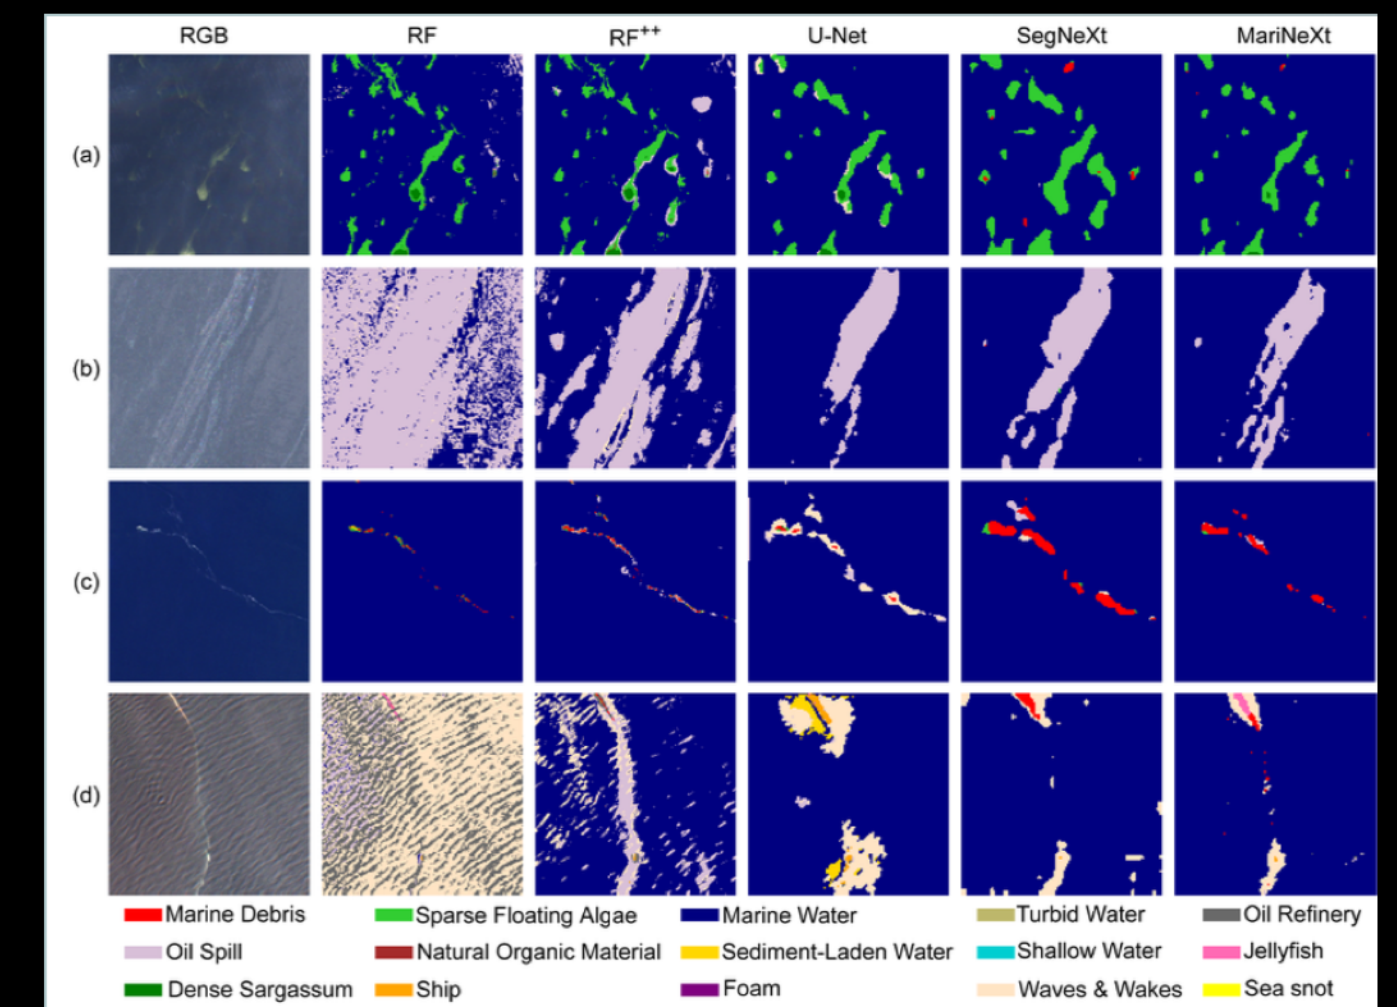 RGB RF RF++ U-Net SegNeXt MariNeXt
(a)
(b)
(c)
(d)
Marine Debris Sparse Floating Algae Marine Water Turbid Water Oil Refinery
Oil Spill Natural Organic Material Sediment-Laden Water Shallow Water Jellyfish
Dense Sargassum Ship Foam Waves & Wakes Sea snot